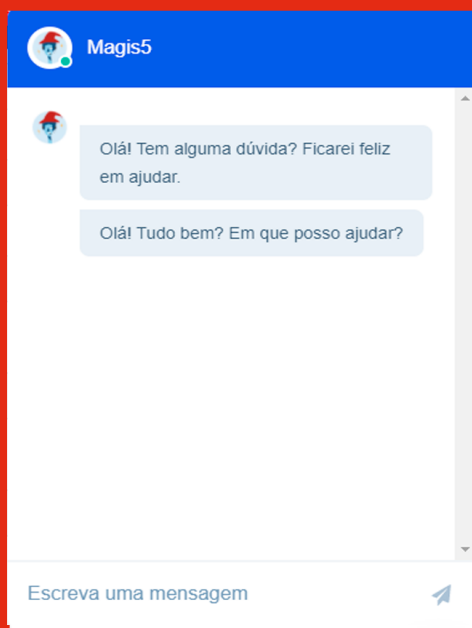 Magis5
Olá! Tem alguma dúvida? Ficarei feliz
em ajudar.
Olá! Tudo bem? Em que posso ajudar?
Escreva uma mensagem